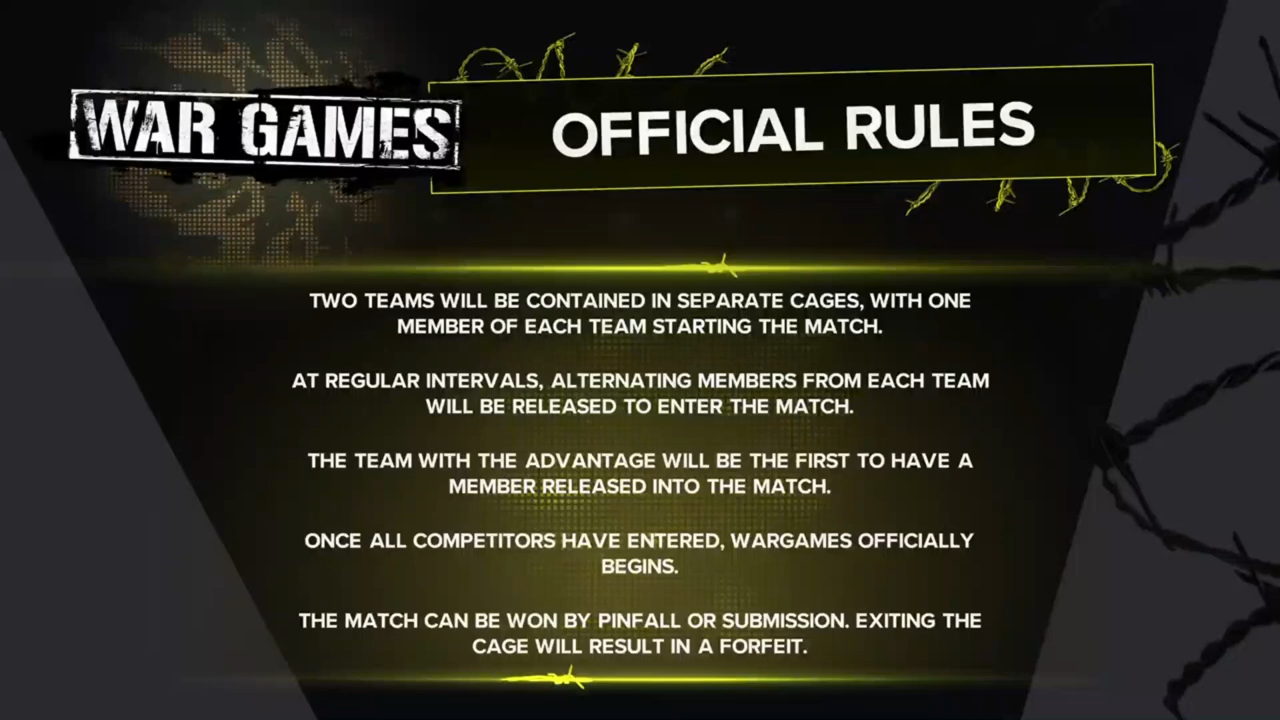 WAR GAMES
OFFICIAL RULES
TWO TEAMS WILL BE CONTAINED IN SEPARATE CAGES, WITH ONE
MEMBER OF EACH TEAM STARTING THE MATCH.
AT REGULAR INTERVALS, ALTERNATING MEMBERS FROM EACH TEAM
WILL BE RELEASED TO ENTER THE MATCH.
THE TEAM WITH THE ADVANTAGE WILL BE THE FIRST TO HAVE A
MEMBER RELEASED INTO THE MATCH.
ONCE ALL COMPETITORS HAVE ENTERED, WARGAMES OFFICIALLY
BEGINS.
THE MATCH CAN BE WON BY PINFALL OR SUBMISSION. EXITING THE
CAGE WILL RESULT IN A FORFEIT.